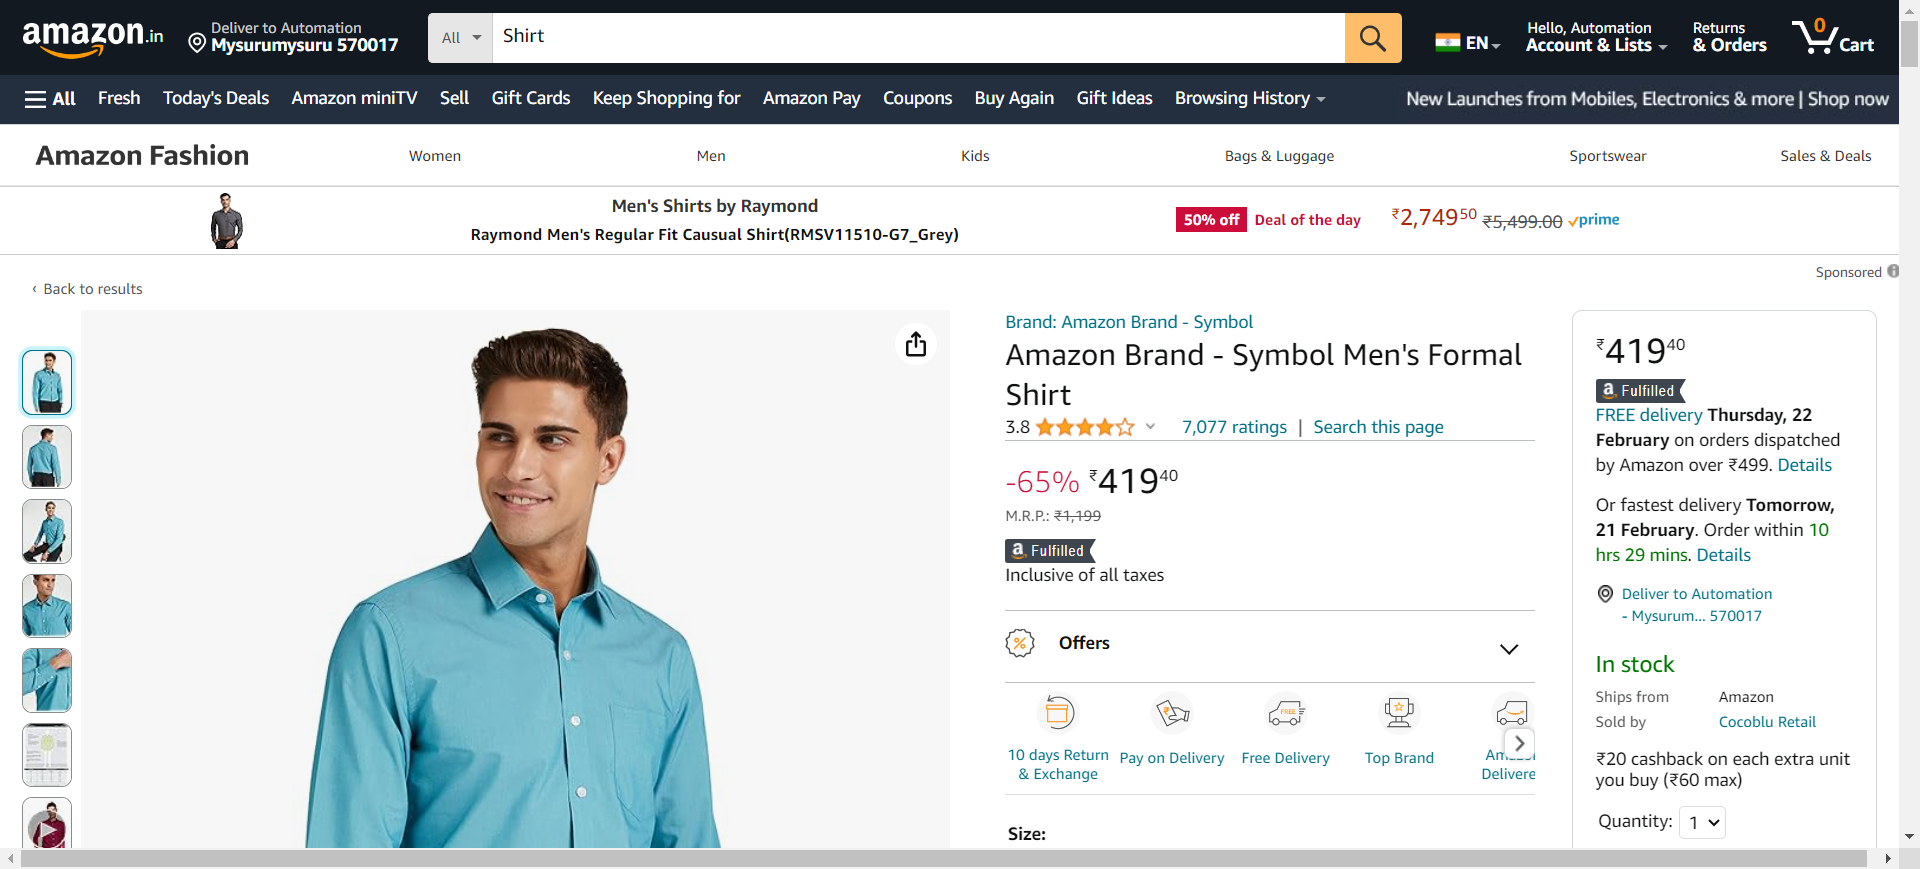 amazon.in
Deliver to Automation
Mysurumysuru 570017
All
Shirt
EN
Hello, Automation
Account & Lists
Returns
& Orders
0
Cart
All
Fresh
Today's Deals
Amazon miniTV
Sell
Gift Cards
Keep Shopping for
Amazon Pay
Coupons
Buy Again
Gift Ideas
Browsing History
New Launches from Mobiles, Electronics & more | Shop now
Amazon Fashion
Women
Men
Kids
Bags & Luggage
Sportswear
Sales & Deals
Men's Shirts by Raymond
Raymond Men's Regular Fit Causual Shirt(RMSV11510-G7_Grey)
50% off Deal of the day
₹2,74950 ₹5,499.00 prime
Sponsored
‹ Back to results
Brand: Amazon Brand - Symbol
Amazon Brand - Symbol Men's Formal
Shirt
3.8
7,077 ratings | Search this page
-65% ₹41940
M.R.P.: ₹1,199
a Fulfilled
Inclusive of all taxes
Offers
10 days Return
& Exchange
Pay on Delivery
FREE
Free Delivery
Top Brand
Delivere
Size:
₹41940
a Fulfilled
FREE delivery Thursday, 22
February on orders dispatched
by Amazon over ₹499. Details
Or fastest delivery Tomorrow,
21 February. Order within 10
hrs 29 mins. Details
Deliver to Automation
- Mysurum... 570017
In stock
Ships from Amazon
Sold by Cocoblu Retail
₹20 cashback on each extra unit
you buy (₹60 max)
Quantity: 1